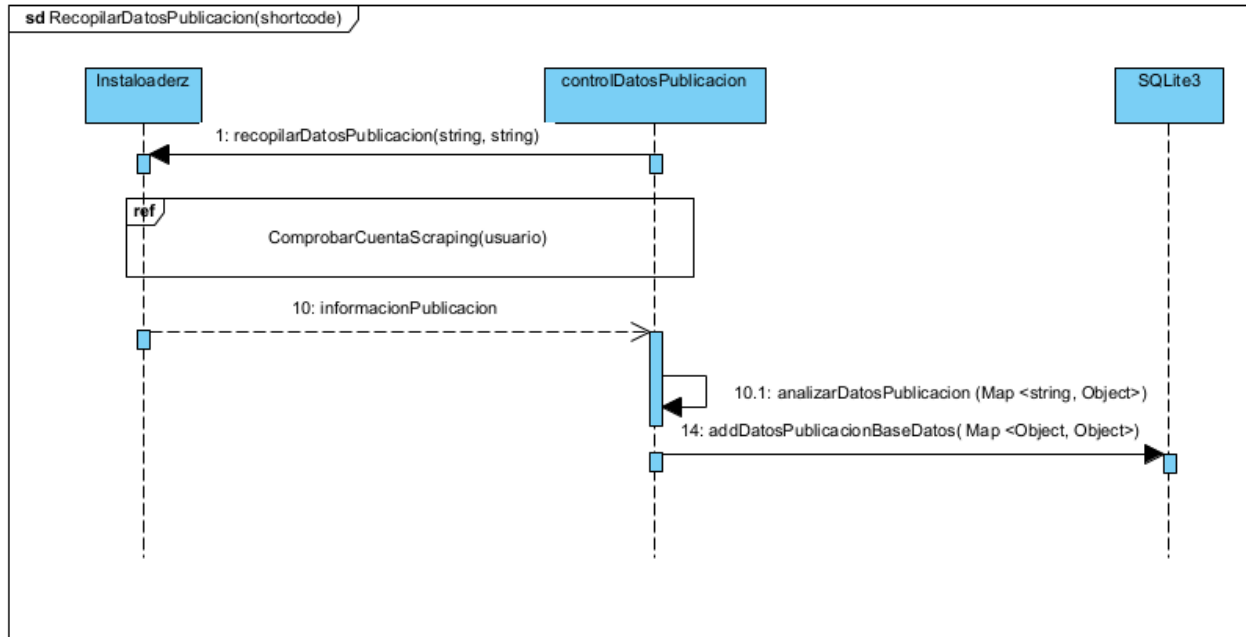 sd RecopilarDatosPublicacion(shortcode)
Instaloaderz
controlDatosPublicacion
SQLite3
1: recopilarDatosPublicacion(string, string)
ref
ComprobarCuentaScraping(usuario)
10: informacionPublicacion
10.1: analizarDatosPublicacion (Map <string, Object>)
14: addDatosPublicacionBaseDatos( Map <Object, Object>)